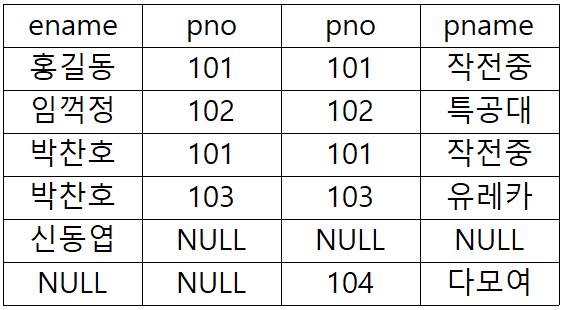 ename pno pno pname
홍길동 101 101 작전중
임꺽정 102 102 특공대
박찬호 101 101 작전중
박찬호 103 103 유레카
신동엽 NULL NULL NULL
NULL NULL 104 다모여